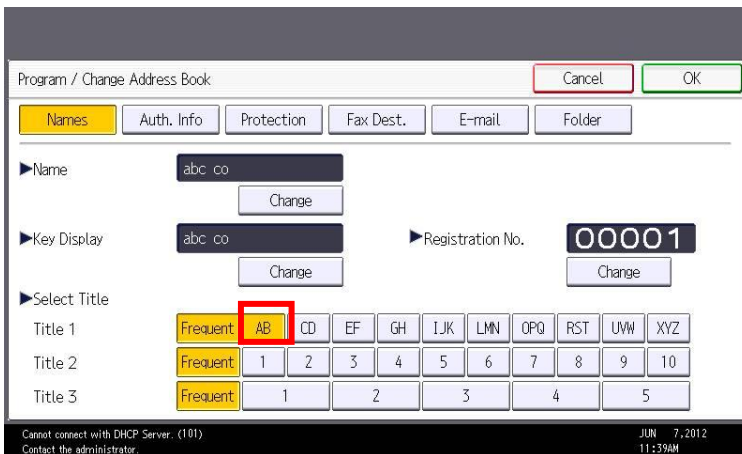 Program / Change Address Book Cancel OK
Names Auth. Info Protection Fax Dest. E-mail Folder
▶Name abc co
Change
▶Key Display abc co ▶Registration No. 00001
Change Change
▶Select Title
Title 1 Frequent AB CD EF GH IJK LMN OPQ RST UVW XYZ
Title 2 Frequent 1 2 3 4 5 6 7 8 9 10
Title 3 Frequent 1 2 3 4 5
Cannot connect with DHCP Server. (101) JUN 7,2012
Contact the administrator. 11:39AM